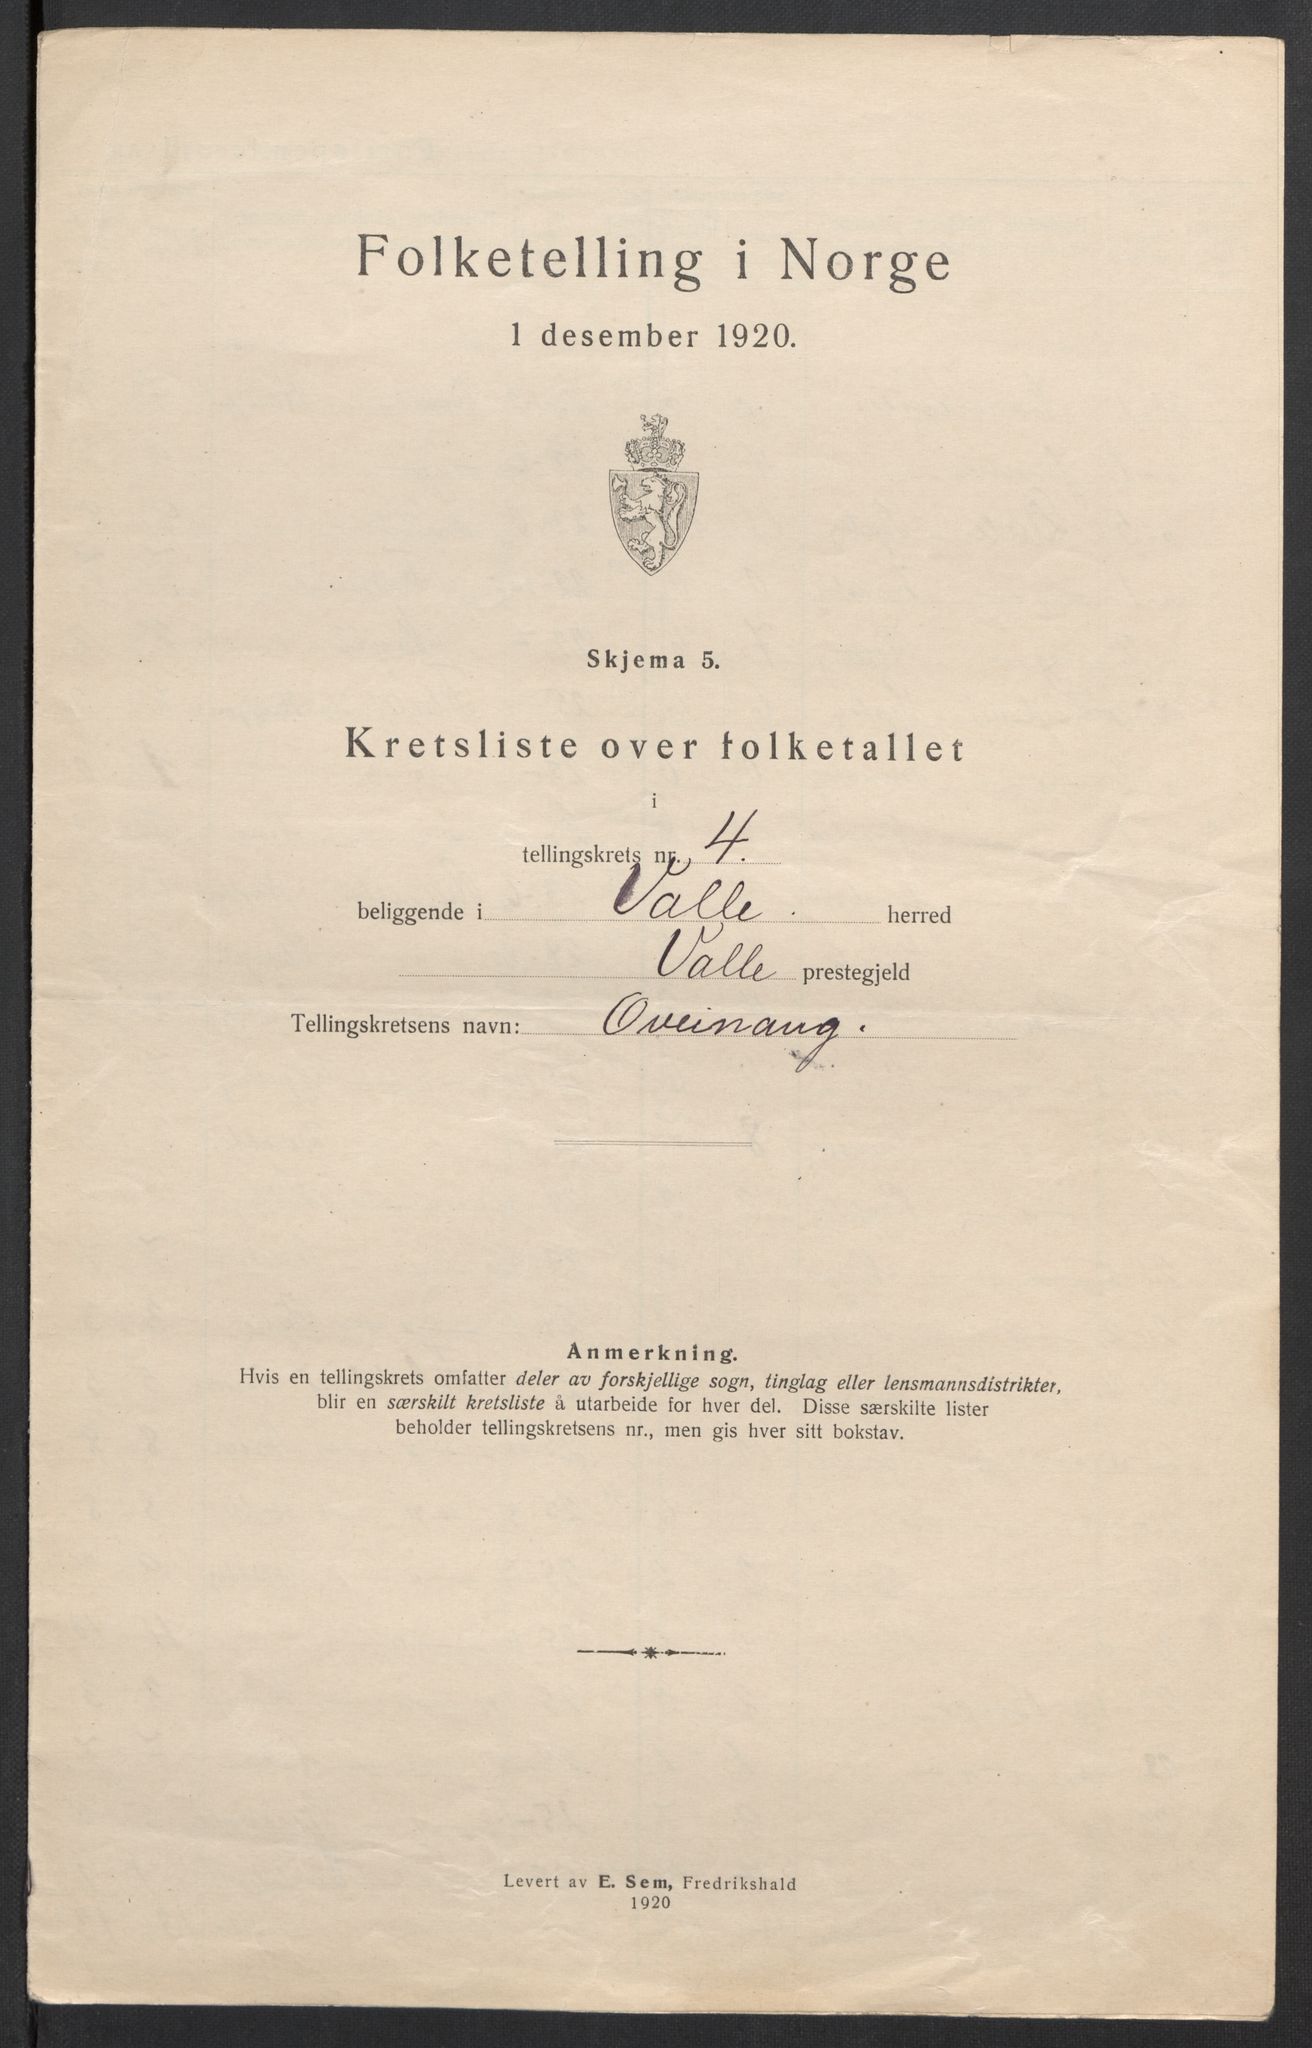 Folketelling i Norge
1 desember 1920.
Skjema 5.
Kretsliste over folketallet
i
tellingskrets nr. 4.
beliggende i Valle. herred
Valle prestegjeld
Tellingskretsens navn: Oveinaug.
Anmerkning.
Hvis en tellingskrets omfatter deler av forskjellige sogn, tinglag eller lensmannsdistrikter,
blir en særskilt kretsliste å utarbeide for hver del. Disse særskilte lister
beholder tellingskretsens nr., men gis hver sitt bokstav.
Levert av E. Sem, Fredrikshald
1920